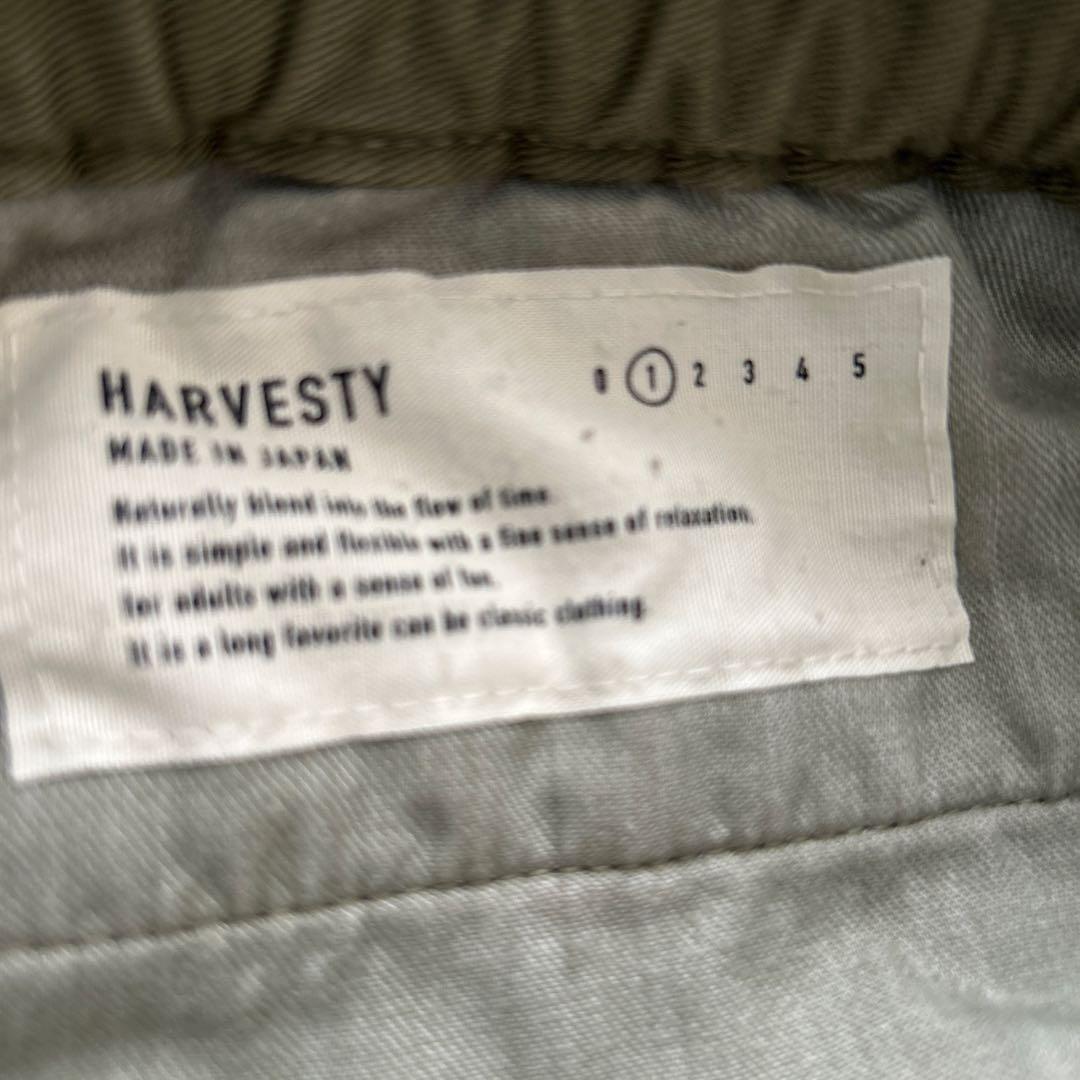 HARVESTY
0 1 2 3 4 5
MADE IN JAPAN
Naturally blend into the flow of time
It is simple and flexible with a fine sense of relaxation,
for adults with a sense of fun.
It is a long favorite can be classic clothing.